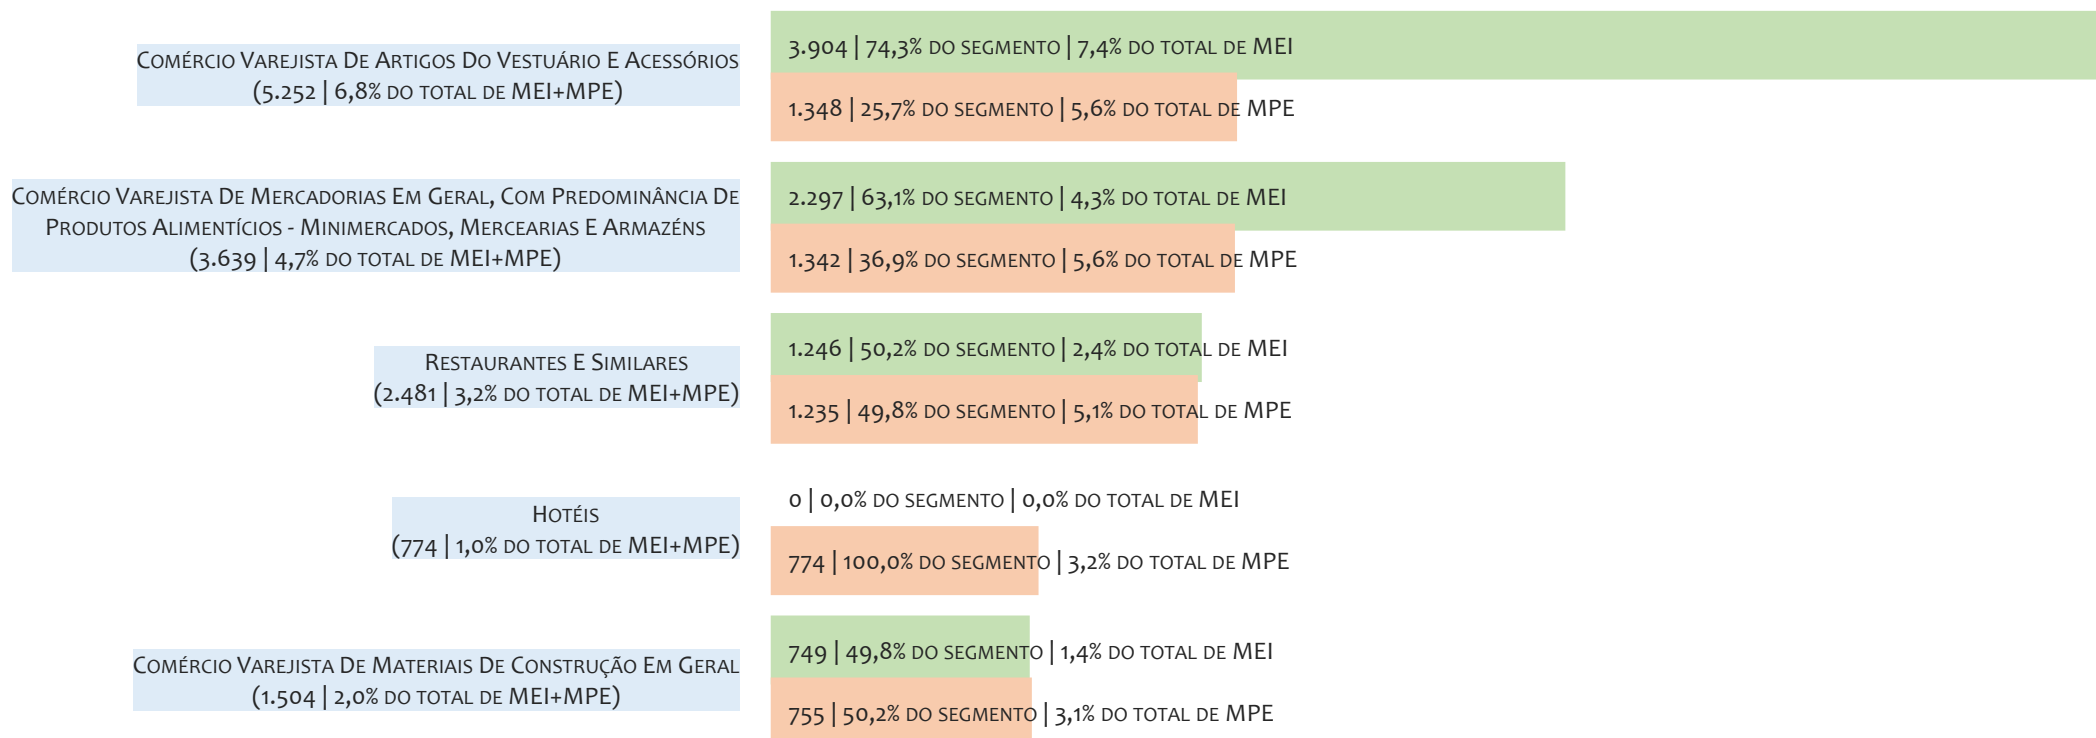 Comércio Varejista De Artigos Do Vestuário E Acessórios
(5.252 | 6,8% do total de MEI+MPE)
3.904 | 74,3% do segmento | 7,4% do total de MEI
1.348 | 25,7% do segmento | 5,6% do total de MPE
Comércio Varejista De Mercadorias Em Geral, Com Predominância De
Produtos Alimentícios - Minimercados, Mercearias E Armazéns
(3.639 | 4,7% do total de MEI+MPE)
2.297 | 63,1% do segmento | 4,3% do total de MEI
1.342 | 36,9% do segmento | 5,6% do total de MPE
Restaurantes E Similares
(2.481 | 3,2% do total de MEI+MPE)
1.246 | 50,2% do segmento | 2,4% do total de MEI
1.235 | 49,8% do segmento | 5,1% do total de MPE
Hotéis
(774 | 1,0% do total de MEI+MPE)
0 | 0,0% do segmento | 0,0% do total de MEI
774 | 100,0% do segmento | 3,2% do total de MPE
Comércio Varejista De Materiais De Construção Em Geral
(1.504 | 2,0% do total de MEI+MPE)
749 | 49,8% do segmento | 1,4% do total de MEI
755 | 50,2% do segmento | 3,1% do total de MPE